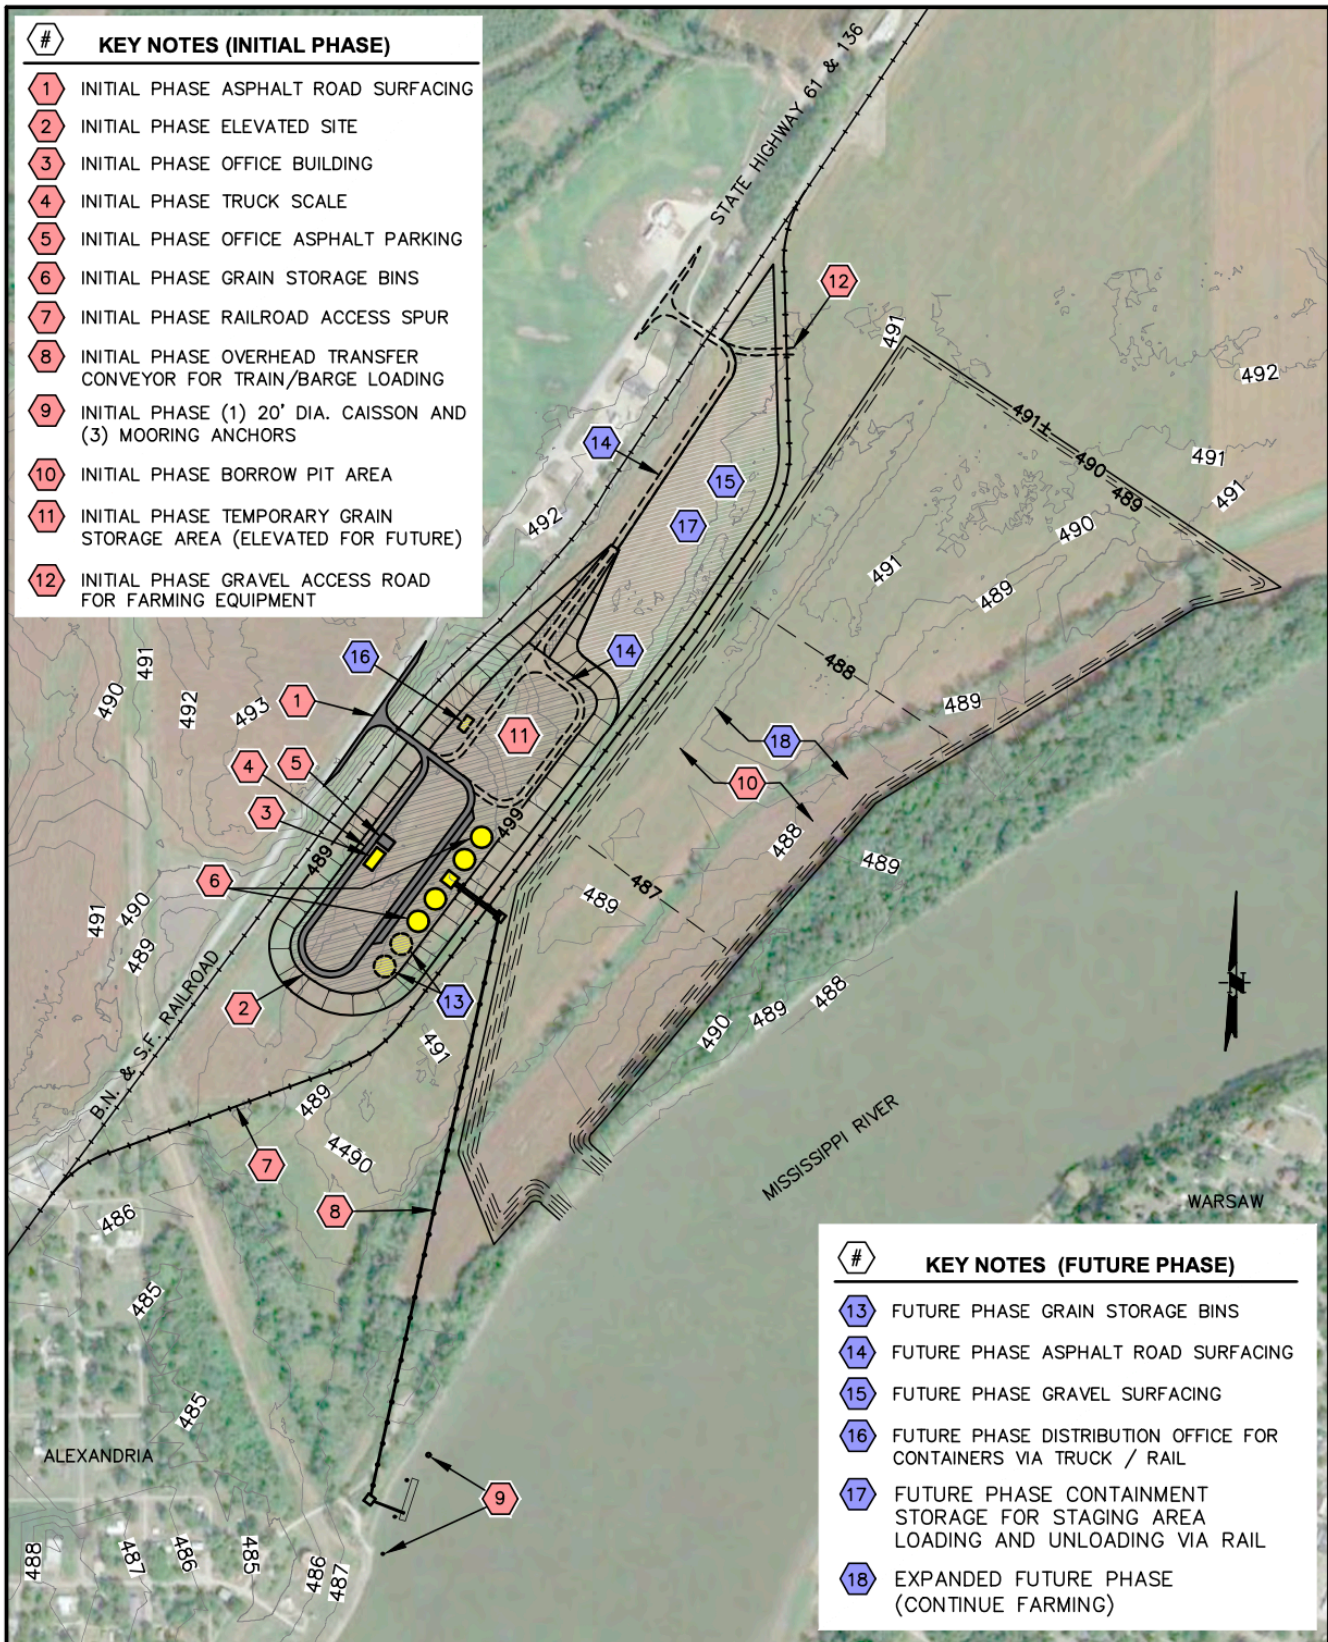 # KEY NOTES (INITIAL PHASE)
1 INITIAL PHASE ASPHALT ROAD SURFACING
2 INITIAL PHASE ELEVATED SITE
3 INITIAL PHASE OFFICE BUILDING
4 INITIAL PHASE TRUCK SCALE
5 INITIAL PHASE OFFICE ASPHALT PARKING
6 INITIAL PHASE GRAIN STORAGE BINS
7 INITIAL PHASE RAILROAD ACCESS SPUR
8 INITIAL PHASE OVERHEAD TRANSFER
CONVEYOR FOR TRAIN/BARGE LOADING
9 INITIAL PHASE (1) 20' DIA. CAISSON AND
(3) MOORING ANCHORS
10 INITIAL PHASE BORROW PIT AREA
11 INITIAL PHASE TEMPORARY GRAIN
STORAGE AREA (ELEVATED FOR FUTURE)
12 INITIAL PHASE GRAVEL ACCESS ROAD
FOR FARMING EQUIPMENT
STATE HIGHWAY 61 & 136
12
491
492
491±
14
490
491
15
489
491
17
492
490
491
489
16
14
491
490
492
493
1
488
489
11
18
4
5
10
3
499
488
489
489
6
487
489
491
490
489
13
2
488
489
490
491
B.N. & S.F. RAILROAD
N
489
4490
7
MISSISSIPPI RIVER
8
486
WARSAW
485
485
ALEXANDRIA
9
488
487
486
485
486
487
# KEY NOTES (FUTURE PHASE)
13 FUTURE PHASE GRAIN STORAGE BINS
14 FUTURE PHASE ASPHALT ROAD SURFACING
15 FUTURE PHASE GRAVEL SURFACING
16 FUTURE PHASE DISTRIBUTION OFFICE FOR
CONTAINERS VIA TRUCK / RAIL
17 FUTURE PHASE CONTAINMENT
STORAGE FOR STAGING AREA
LOADING AND UNLOADING VIA RAIL
18 EXPANDED FUTURE PHASE
(CONTINUE FARMING)